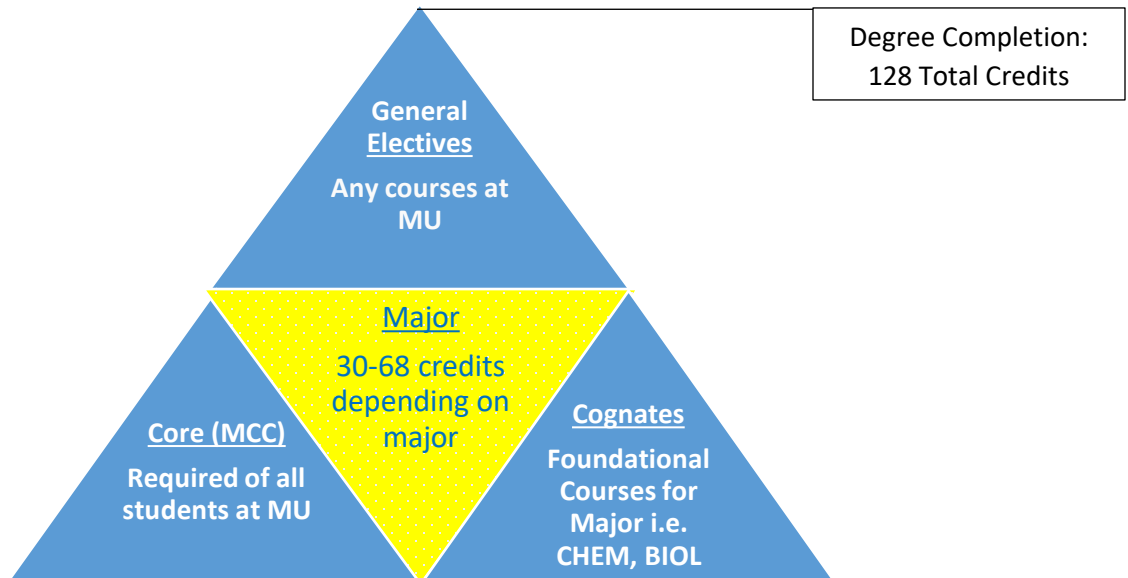 Degree Completion:
128 Total Credits
General
Electives
Any courses at
MU
Major
30-68 credits
depending on
major
Core (MCC)
Required of all
students at MU
Cognates
Foundational
Courses for
Major i.e.
CHEM, BIOL